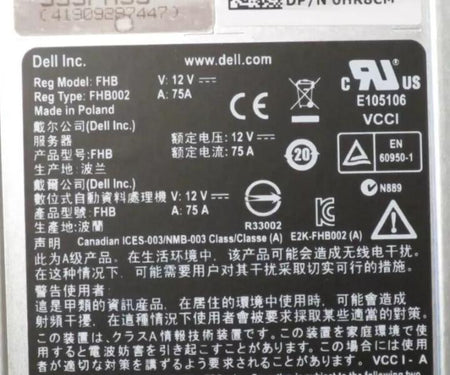 (41909397447)
DP/N 0HR8CM
Dell Inc. www.dell.com
Reg Model: FHB V: 12 V
Reg Type: FHB002 A: 75A
Made in Poland
戴尔公司(Dell Inc.)
服务器 额定电压: 12 V
产品型号: FHB 额定电流: 75 A
生产地: 波兰
戴爾公司(Dell Inc.)
數位式自動資料處理機 V: 12 V
產品型號: FHB A: 75 A
生產地: 波蘭
CE
C UR US
E105106
VCCI
20
EN
60950-1
N889
R33002
声明 Canadian ICES-003/NMB-003 Class/Classe (A) E2K-FHB002 (A)
此为A级产品，在生活环境中，该产品可能会造成无线电干扰。
在这种情况下，可能需要用户对其干扰采取切实可行的措施。
警告使用者:
這是甲類的資訊産品，在居住的環境中使用時，可能會造成
射頻干擾，在這種情況下使用者會被要求採取某些適當的對策。
この装置は、クラスA情報技術装置です。この装置を家庭環境で使
用すると電波妨害を引き起こすことがあります。この場合には使用者
が適切な対策を講ずるよう要求されることがあります。 VCCI-A
subject to the following two